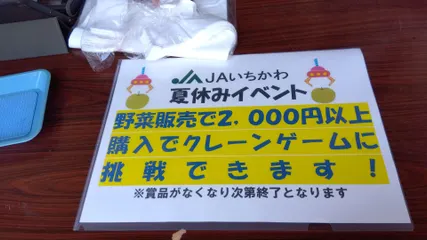 JAいちかわ
夏休みイベント
野菜販売で2,000円以上
購入でクレーンゲームに
挑戦できます！
※賞品がなくなり次第終了となります